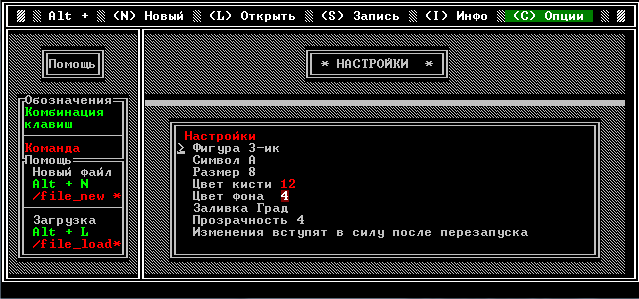 Alt + (N) Новый (L) Открыть (S) Запись (I) Инфо (C) Опции
Помощь
* НАСТРОЙКИ *
Обозначения
Комбинация
клавиш
Команда
Помощь
Новый файл
Alt + N
/file_new *
Загрузка
Alt + L
/file_load*
Настройки
> Фигура 3-ик
Символ А
Размер 8
Цвет кисти 12
Цвет фона 4
Заливка Град
Прозрачность 4
Изменения вступят в силу после перезапуска